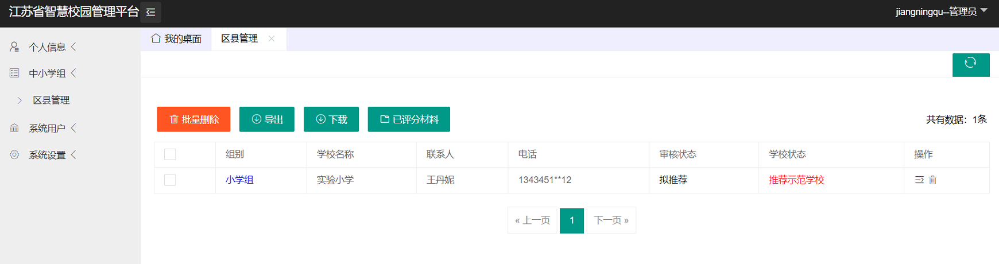 江苏省智慧校园管理平台
jiangningqu--管理员
个人信息
中小学组
区县管理
系统用户
系统设置
我的桌面
区县管理
批量删除
导出
下载
已评分材料
共有数据：1条
组别 学校名称 联系人 电话 审核状态 学校状态 操作
小学组 实验小学 王丹妮 1343451**12 拟推荐 推荐示范学校
« 上一页 1 下一页 »